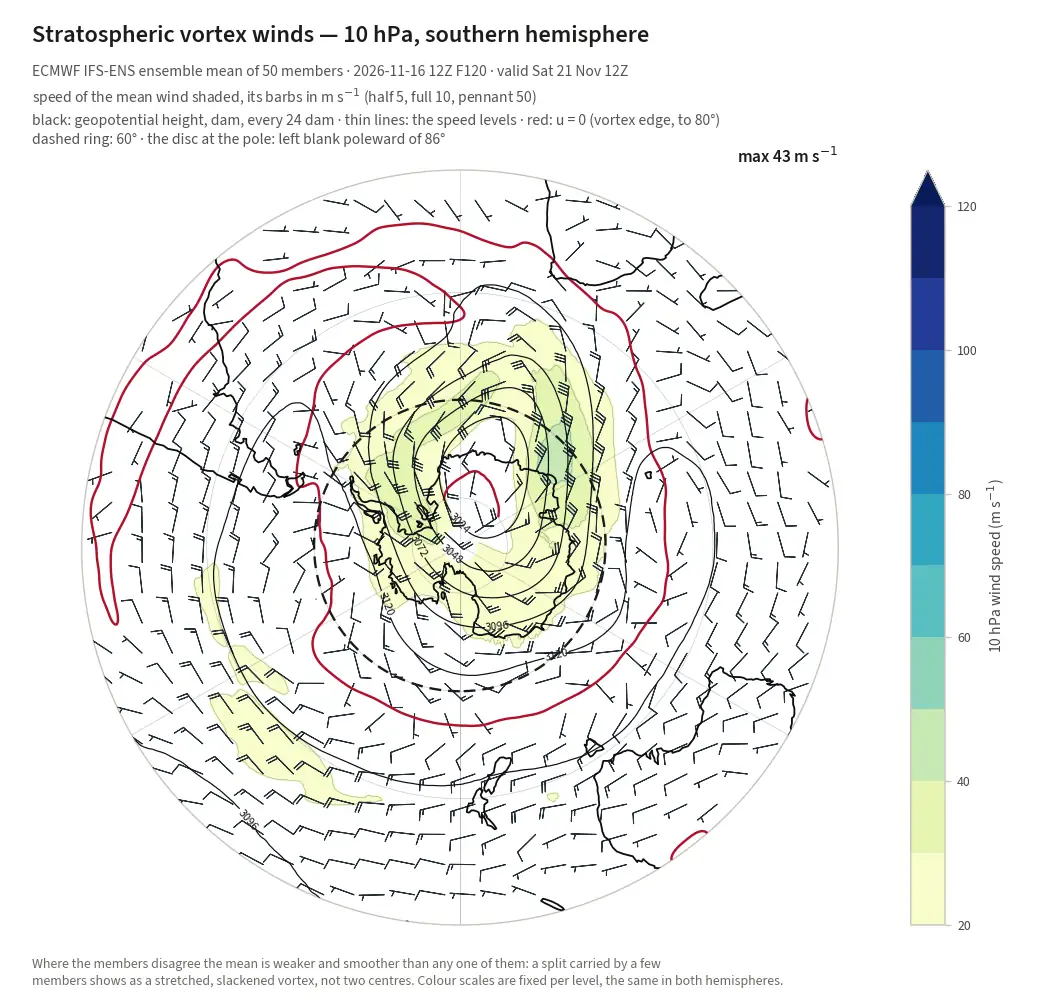 Stratospheric vortex winds — 10 hPa, southern hemisphere
ECMWF IFS-ENS ensemble mean of 50 members · 2026-11-16 12Z F120 · valid Sat 21 Nov 12Z
speed of the mean wind shaded, its barbs in m s⁻¹ (half 5, full 10, pennant 50)
black: geopotential height, dam, every 24 dam · thin lines: the speed levels · red: u = 0 (vortex edge, to 80°)
dashed ring: 60° · the disc at the pole: left blank poleward of 86°
max 43 m s⁻¹
120
100
80
60
40
20
10 hPa wind speed (m s⁻¹)
3024
3072
3048
3120
3096
3120
3096
Where the members disagree the mean is weaker and smoother than any one of them: a split carried by a few
members shows as a stretched, slackened vortex, not two centres. Colour scales are fixed per level, the same in both hemispheres.